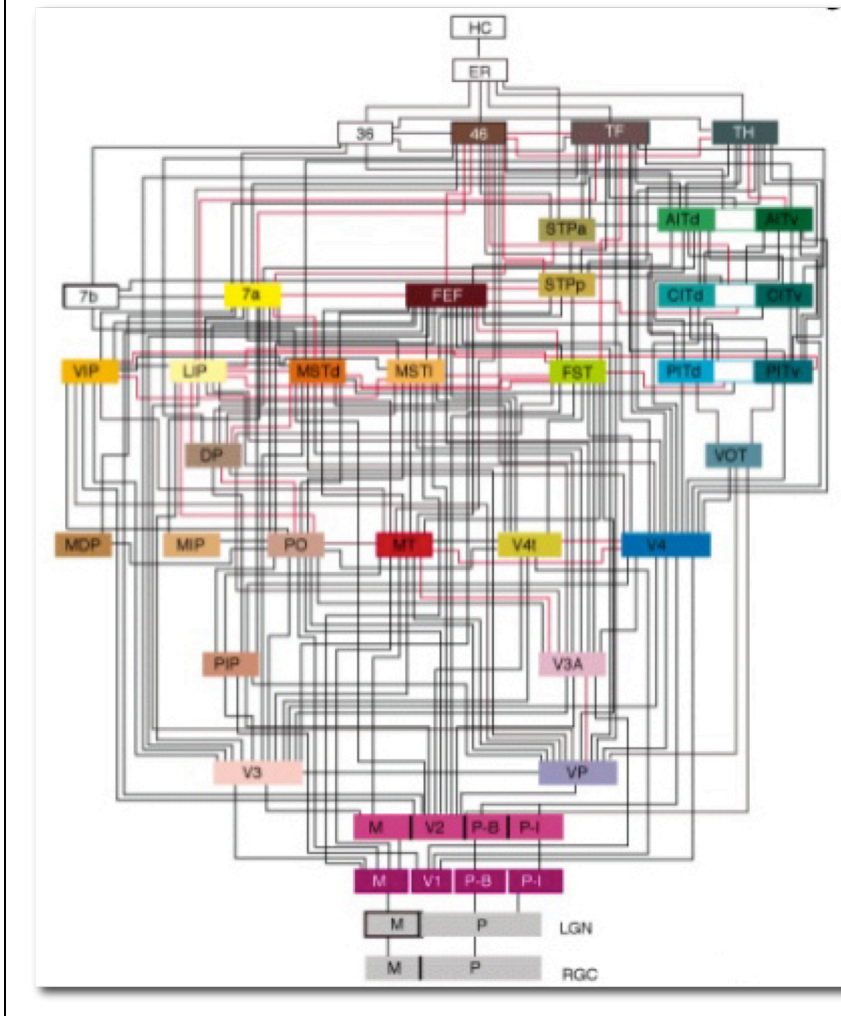 HC
ER
36 46 TF TH
STPa AITd AITv
7b 7a FEF STPp CITd CITv
VIP LIP MSTd MSTl FST PITd PITv
DP VOT
MDP MIP PO MT V4t V4
PIP V3A
V3 VP
M V2 P-B P-I
M V1 P-B P-I
M P LGN
M P RGC